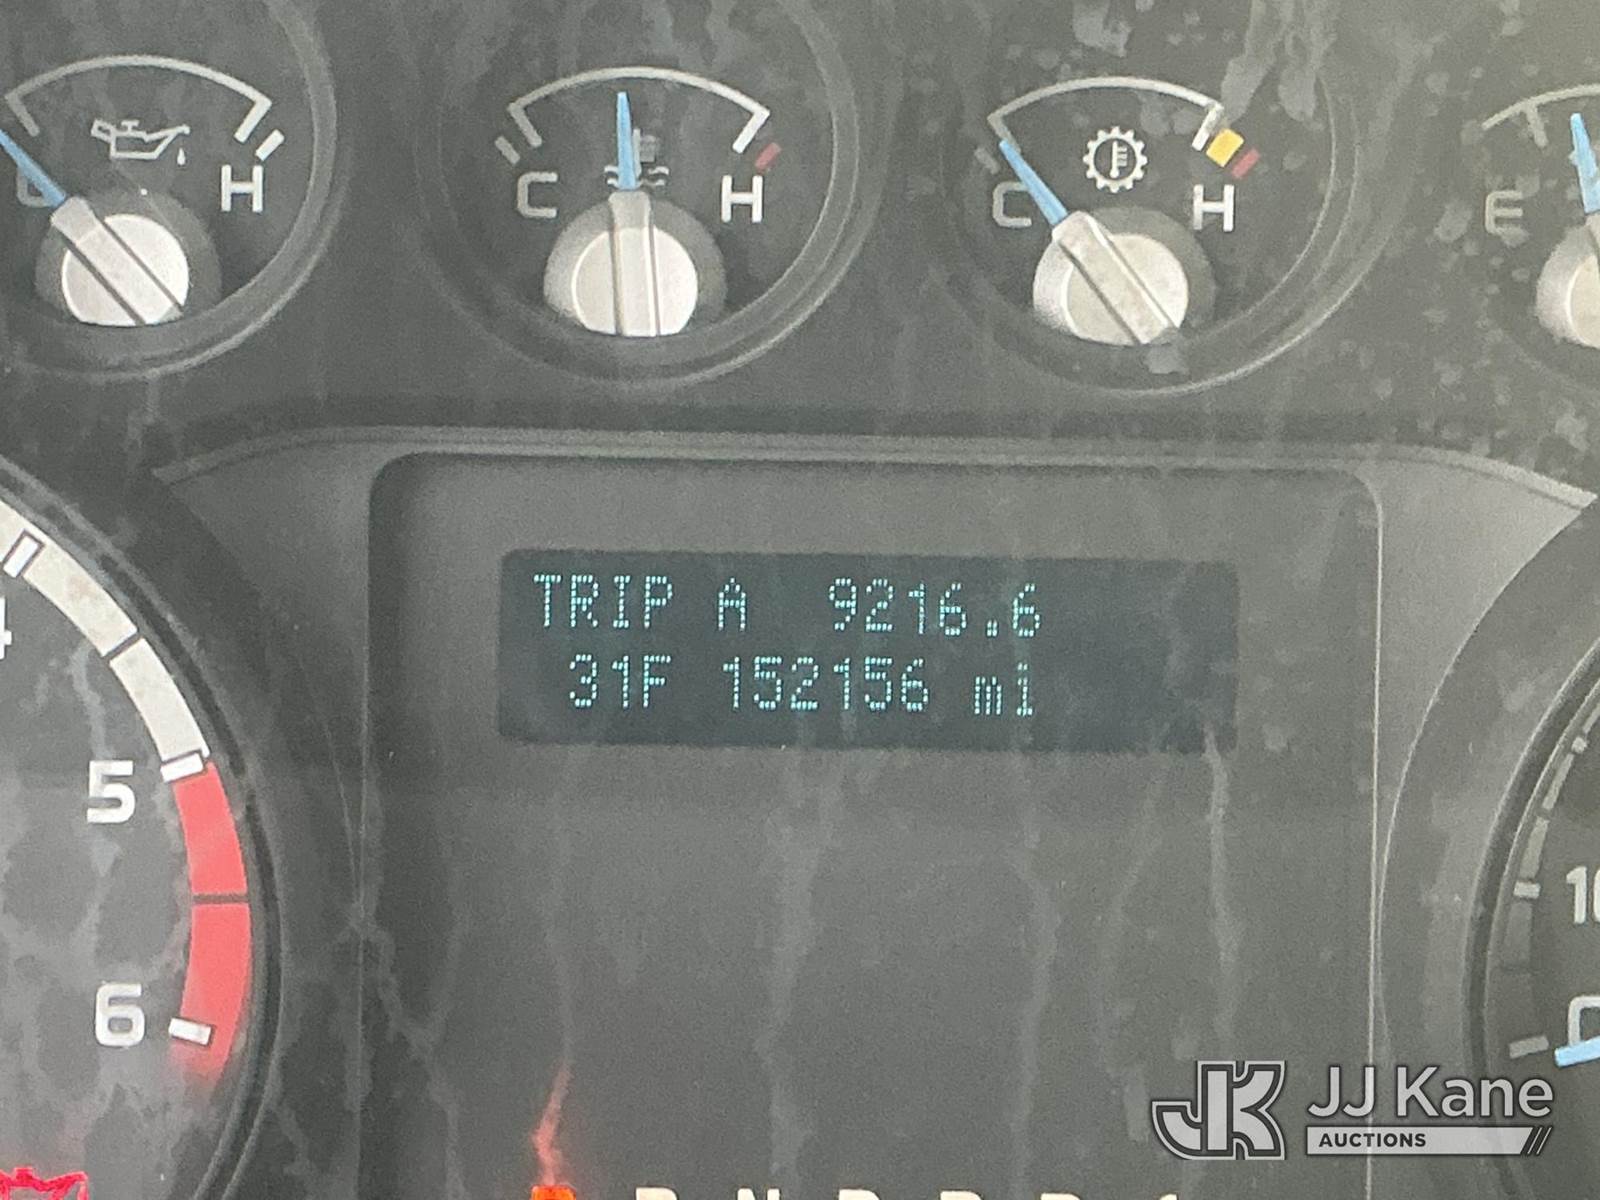 H
C H
C H
E
TRIP A 9216.6
31F 152156 mi
5
6
JJ Kane
AUCTIONS